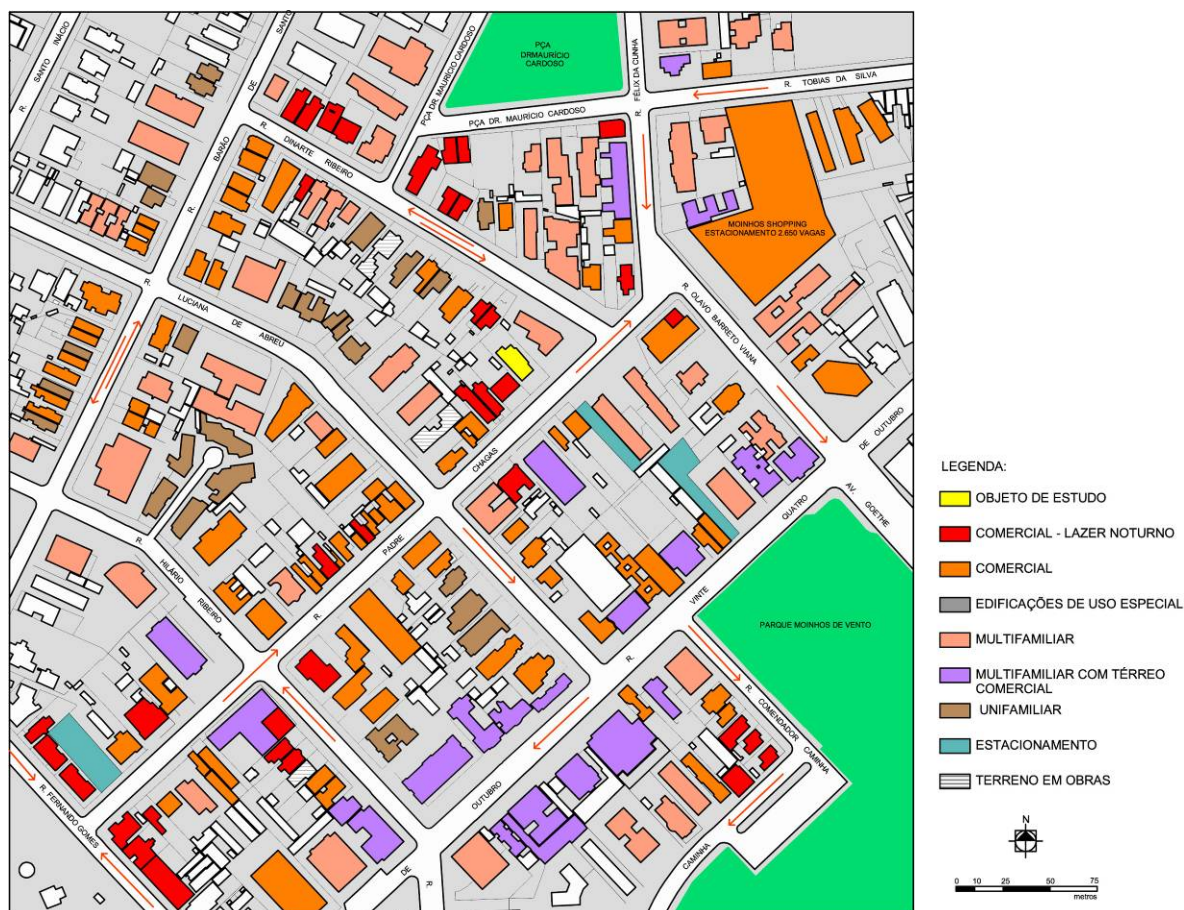 R. SANTO INÁCIO
R. BARÃO DE SANTO
PÇA DR. MAURÍCIO CARDOSO
PÇA
DRMAURÍCIO
CARDOSO
R. FÉLIX DA CUNHA
R. TOBIAS DA SILVA
PÇA DR. MAURÍCIO CARDOSO
R. DINARTE RIBEIRO
MOINHOS SHOPPING
ESTACIONAMENTO 2.650 VAGAS
R. LUCIANA DE ABREU
R. OLAVO BARRETO VIANA
R. HILÁRIO RIBEIRO
R. PADRE CHAGAS
R. VINTE QUATRO DE OUTUBRO
AV. GOETHE
PARQUE MOINHOS DE VENTO
R. COMENDADOR CAMINHA
R. FERNANDO GOMES
OUTUBRO
CAMINHA
DE
R.
LEGENDA:
OBJETO DE ESTUDO
COMERCIAL - LAZER NOTURNO
COMERCIAL
EDIFICAÇÕES DE USO ESPECIAL
MULTIFAMILIAR
MULTIFAMILIAR COM TÉRREO
COMERCIAL
UNIFAMILIAR
ESTACIONAMENTO
TERRENO EM OBRAS
N
0 10 25 50 75
metros